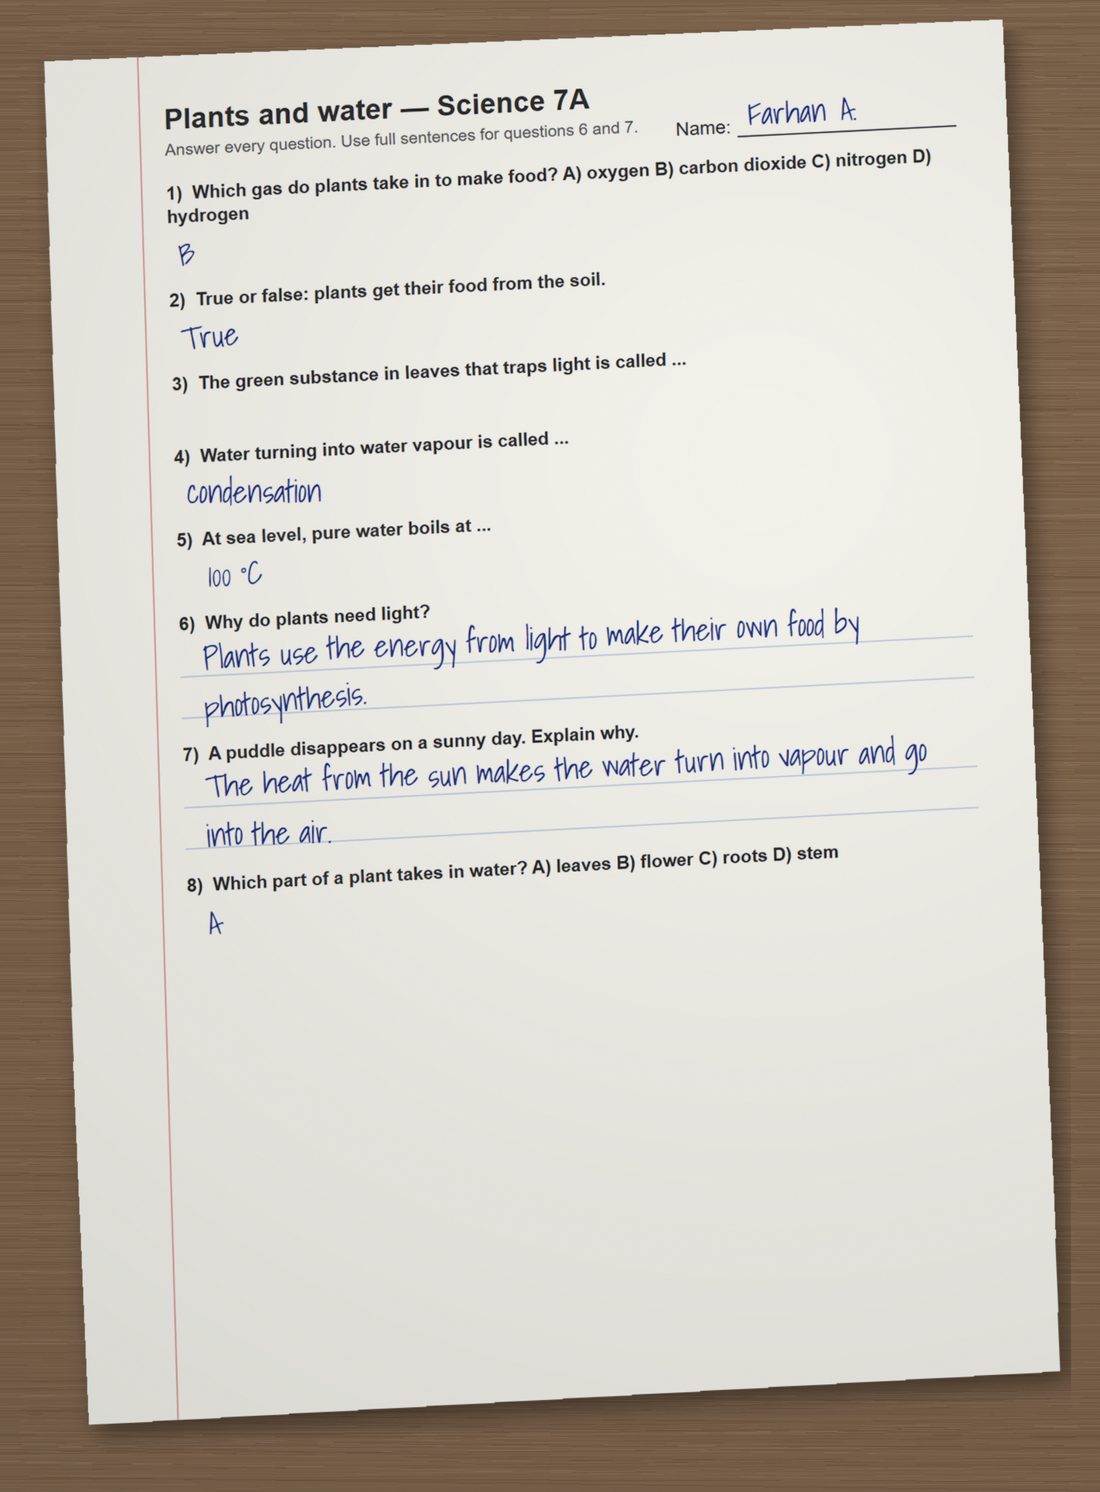 Plants and water — Science 7A
Answer every question. Use full sentences for questions 6 and 7.
Name: Farhan A.
1) Which gas do plants take in to make food? A) oxygen B) carbon dioxide C) nitrogen D)
hydrogen
B
2) True or false: plants get their food from the soil.
True
3) The green substance in leaves that traps light is called ...
4) Water turning into water vapour is called ...
condensation
5) At sea level, pure water boils at ...
100 °C
6) Why do plants need light?
Plants use the energy from light to make their own food by
photosynthesis.
7) A puddle disappears on a sunny day. Explain why.
The heat from the sun makes the water turn into vapour and go
into the air.
8) Which part of a plant takes in water? A) leaves B) flower C) roots D) stem
A